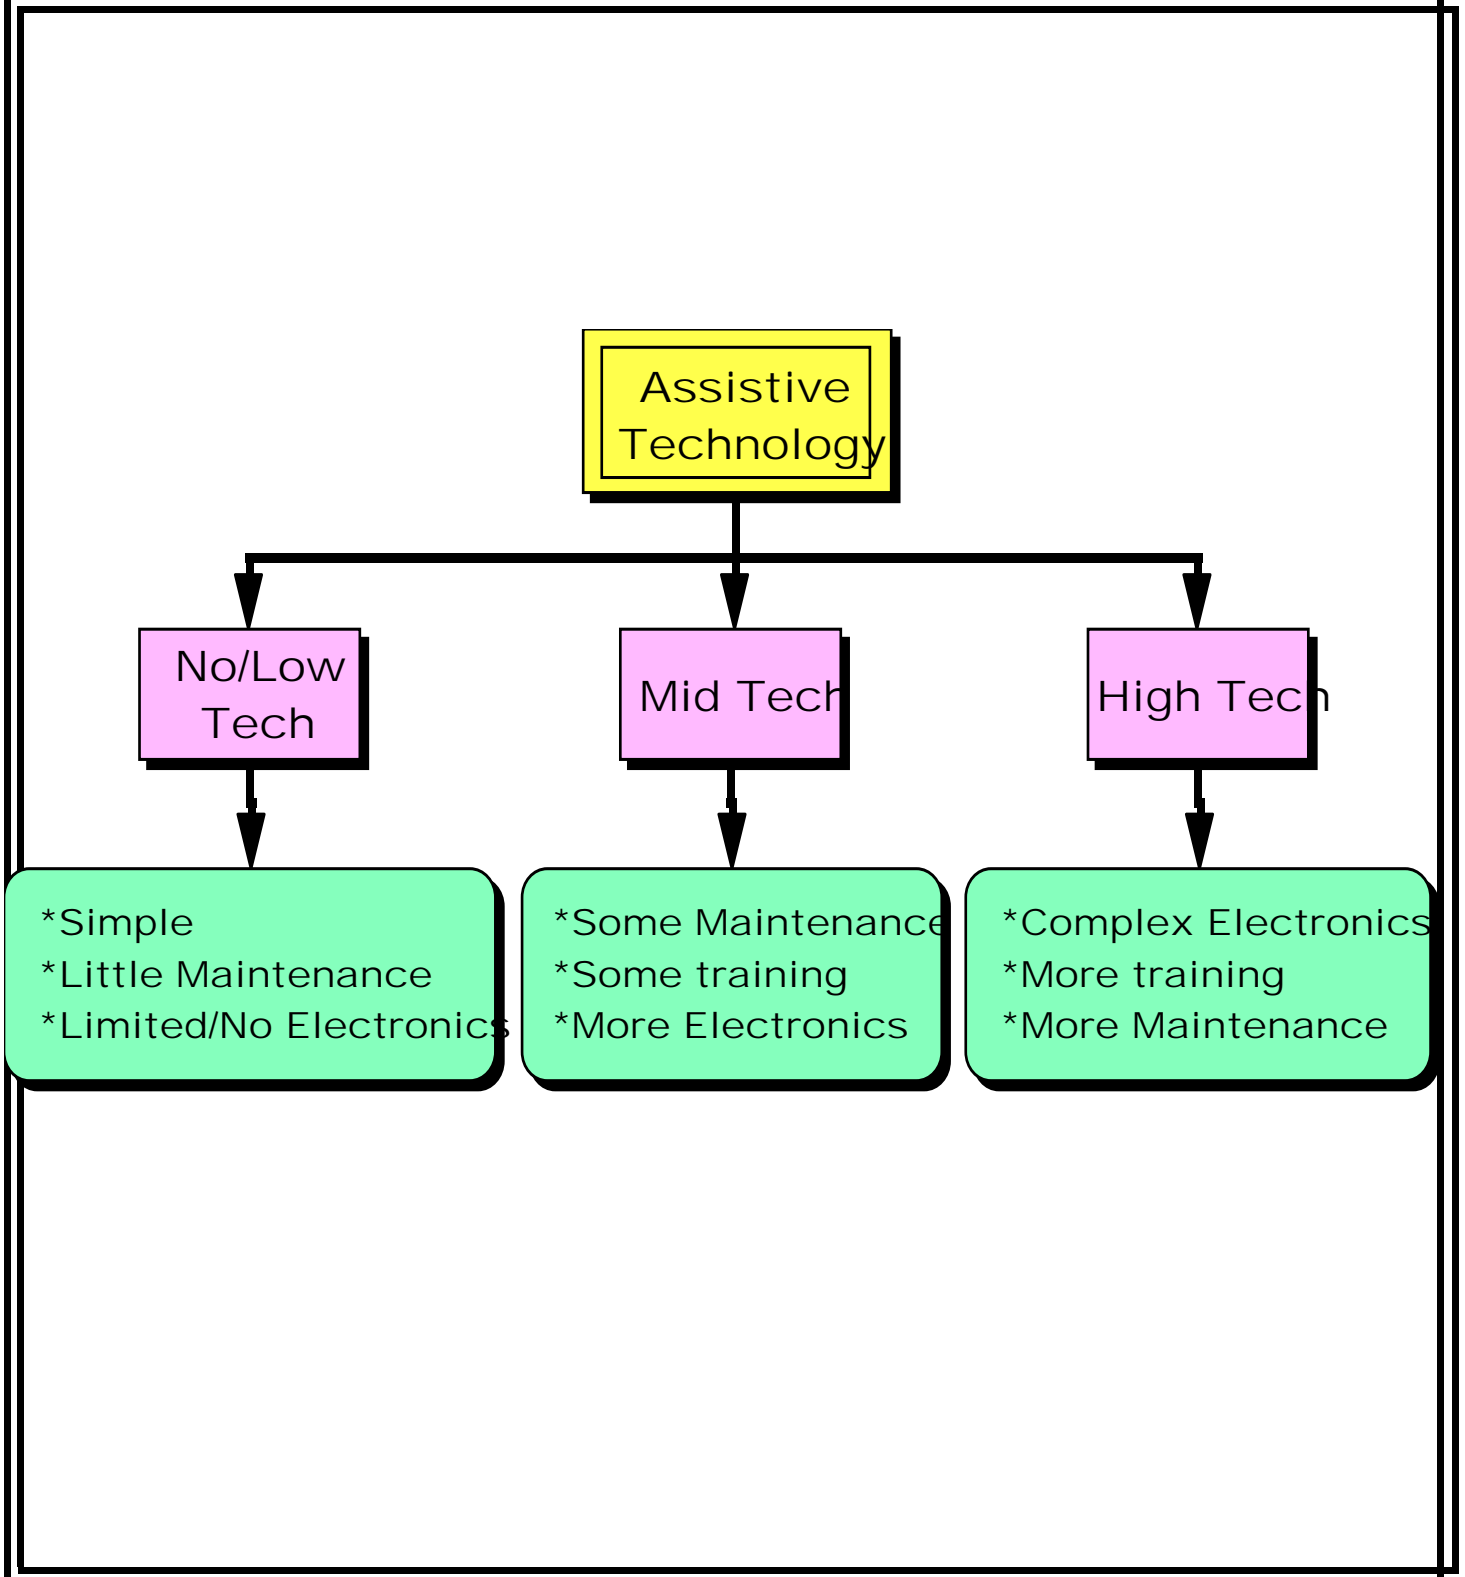 Assistive
Technology
No/Low
Tech
Mid Tech
High Tech
*Simple
*Little Maintenance
*Limited/No Electronics
*Some Maintenance
*Some training
*More Electronics
*Complex Electronics
*More training
*More Maintenance